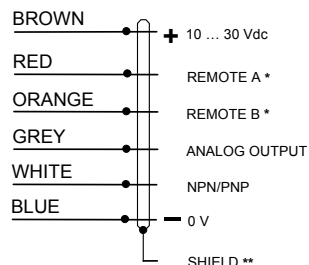 BROWN + 10 … 30 Vdc
RED REMOTE A *
ORANGE REMOTE B *
GREY ANALOG OUTPUT
WHITE NPN/PNP
BLUE − 0 V
SHIELD **